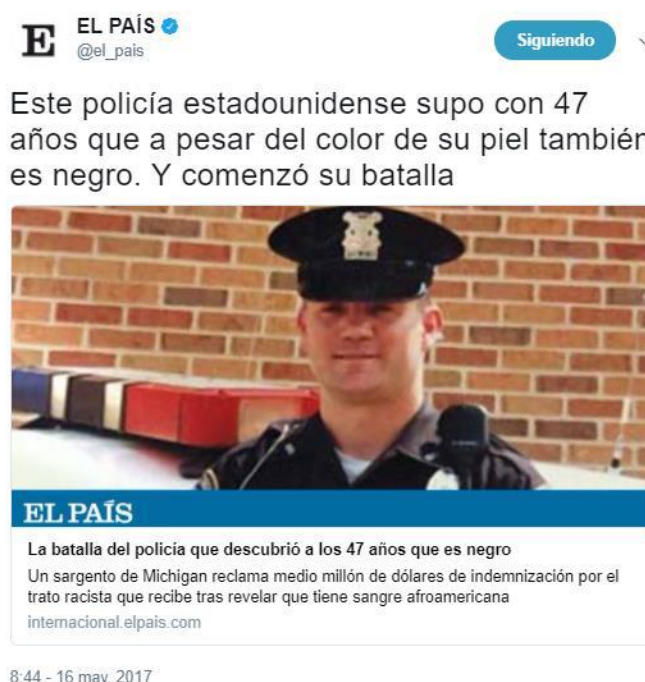 EL PAÍS
@el_pais
Siguiendo
Este policía estadounidense supo con 47
años que a pesar del color de su piel también
es negro. Y comenzó su batalla
EL PAÍS
La batalla del policía que descubrió a los 47 años que es negro
Un sargento de Michigan reclama medio millón de dólares de indemnización por el
trato racista que recibe tras revelar que tiene sangre afroamericana
internacional.elpais.com
8:44 - 16 may. 2017